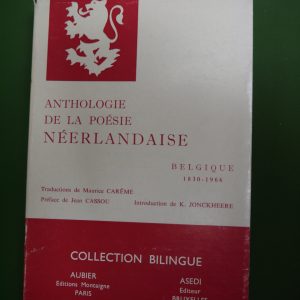 ANTHOLOGIE
DE LA POÉSIE
NÉERLANDAISE
BELGIQUE
1830-1966
Traductions de Maurice CARÊME
Préface de Jean CASSOU Introduction de K. JONCKHEERE
COLLECTION BILINGUE
AUBIER ASEDI
Editions Montaigne Editeur
PARIS BRUXELLES